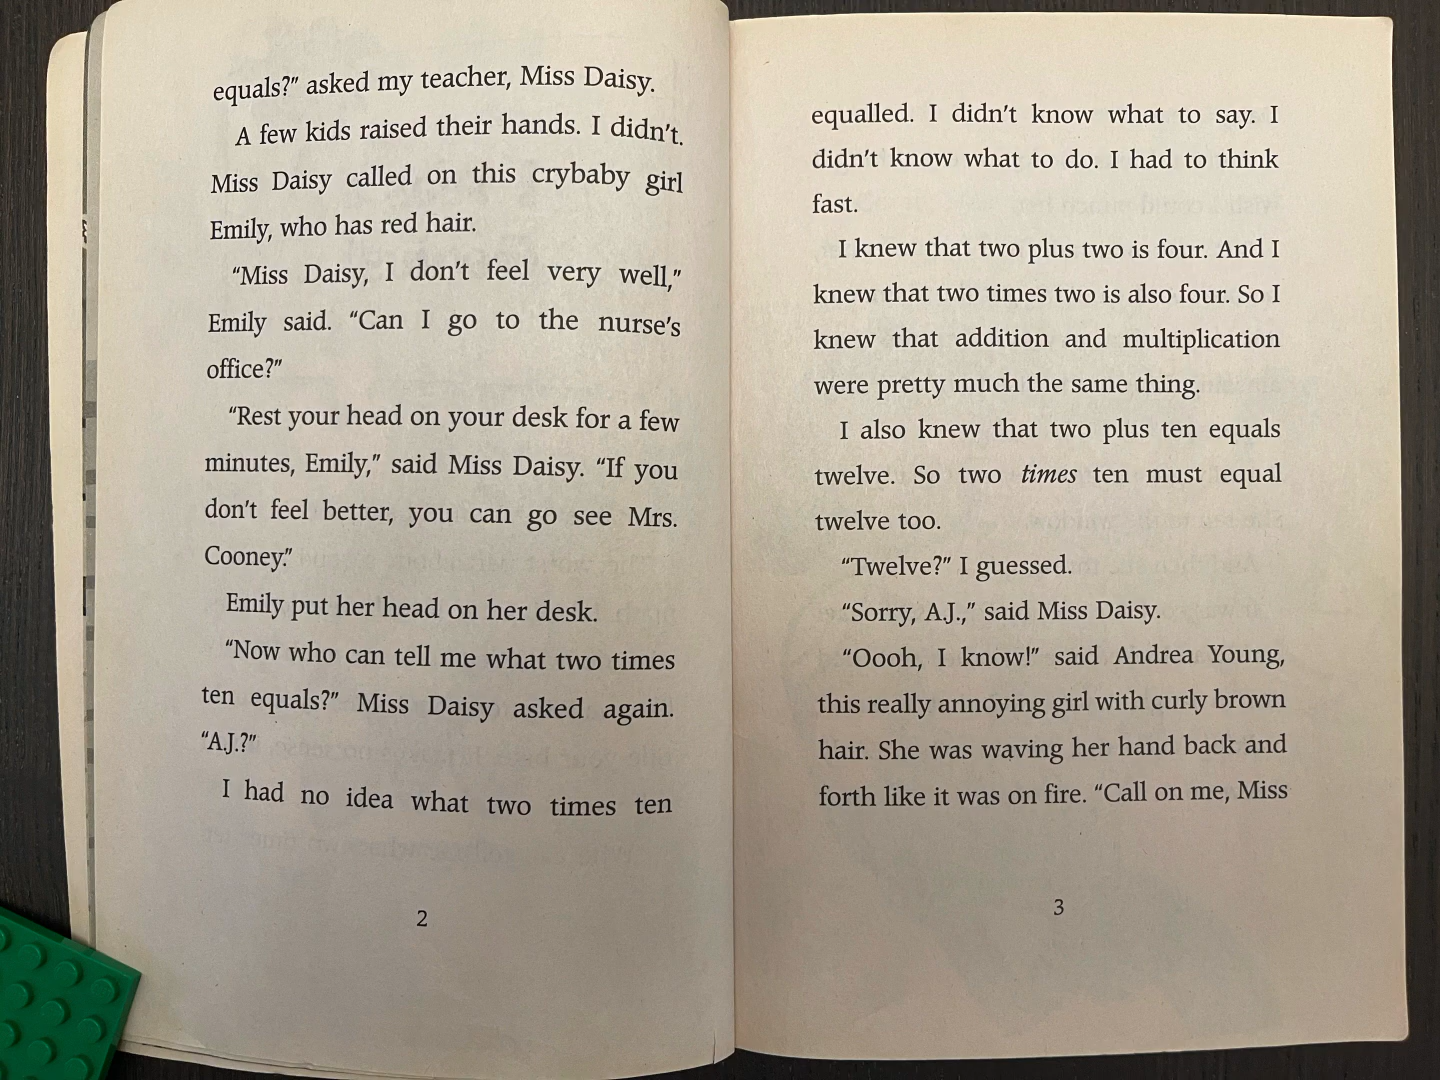 equals?” asked my teacher, Miss Daisy.
A few kids raised their hands. I didn’t.
Miss Daisy called on this crybaby girl
Emily, who has red hair.
“Miss Daisy, I don’t feel very well,”
Emily said. “Can I go to the nurse’s
office?”
“Rest your head on your desk for a few
minutes, Emily,” said Miss Daisy. “If you
don’t feel better, you can go see Mrs.
Cooney.”
Emily put her head on her desk.
“Now who can tell me what two times
ten equals?” Miss Daisy asked again.
“A.J.?”
I had no idea what two times ten
2
equalled. I didn’t know what to say. I
didn’t know what to do. I had to think
fast.
I knew that two plus two is four. And I
knew that two times two is also four. So I
knew that addition and multiplication
were pretty much the same thing.
I also knew that two plus ten equals
twelve. So two times ten must equal
twelve too.
“Twelve?” I guessed.
“Sorry, A.J.,” said Miss Daisy.
“Oooh, I know!” said Andrea Young,
this really annoying girl with curly brown
hair. She was waving her hand back and
forth like it was on fire. “Call on me, Miss
3